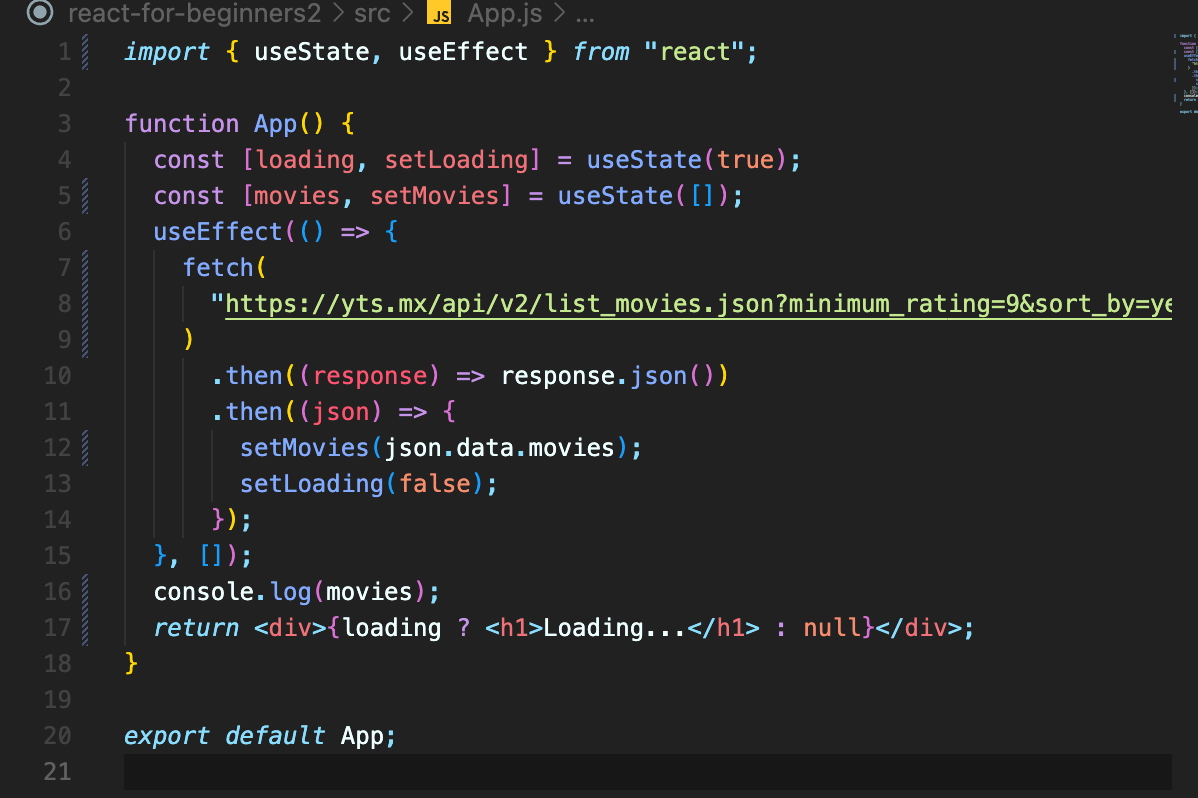 react-for-beginners2 > src > JS App.js > ...
1 import { useState, useEffect } from "react";
2
3 function App() {
4 const [loading, setLoading] = useState(true);
5 const [movies, setMovies] = useState([]);
6 useEffect(() => {
7 fetch(
8 "https://yts.mx/api/v2/list_movies.json?minimum_rating=9&sort_by=ye
9 )
10 .then((response) => response.json())
11 .then((json) => {
12 setMovies(json.data.movies);
13 setLoading(false);
14 });
15 }, []);
16 console.log(movies);
17 return <div>{loading ? <h1>Loading...</h1> : null}</div>;
18 }
19
20 export default App;
21